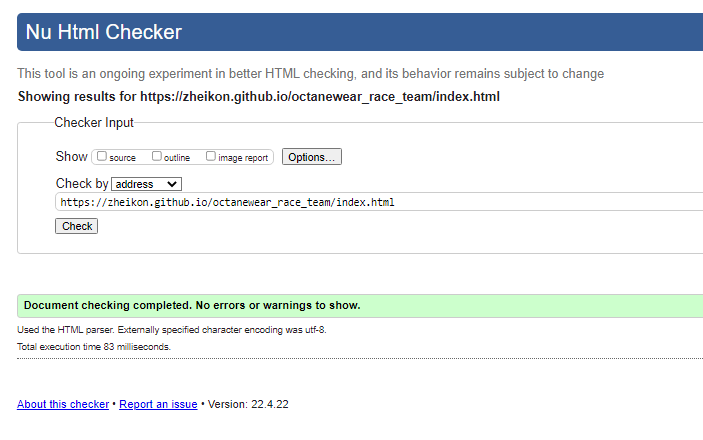 Nu Html Checker
This tool is an ongoing experiment in better HTML checking, and its behavior remains subject to change
Showing results for https://zheikon.github.io/octanewear_race_team/index.html
Checker Input
Show source outline image report Options...
Check by address
https://zheikon.github.io/octanewear_race_team/index.html
Check
Document checking completed. No errors or warnings to show.
Used the HTML parser. Externally specified character encoding was utf-8.
Total execution time 83 milliseconds.
About this checker • Report an issue • Version: 22.4.22